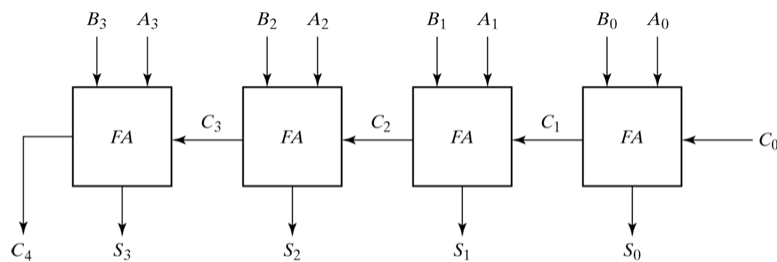 B₃ A₃ B₂ A₂ B₁ A₁ B₀ A₀
C₃ C₂ C₁
FA FA FA FA C₀
C₄ S₃ S₂ S₁ S₀